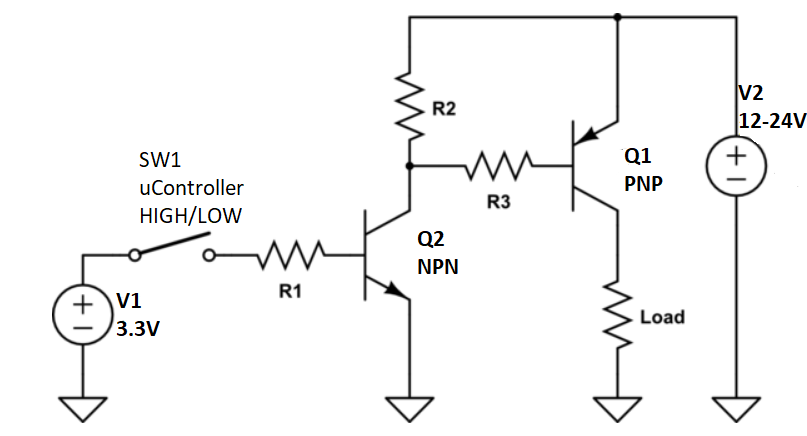 R2
V2
12-24V
SW1
uController
HIGH/LOW
Q1
PNP
R3
Q2
NPN
R1
V1
3.3V
Load